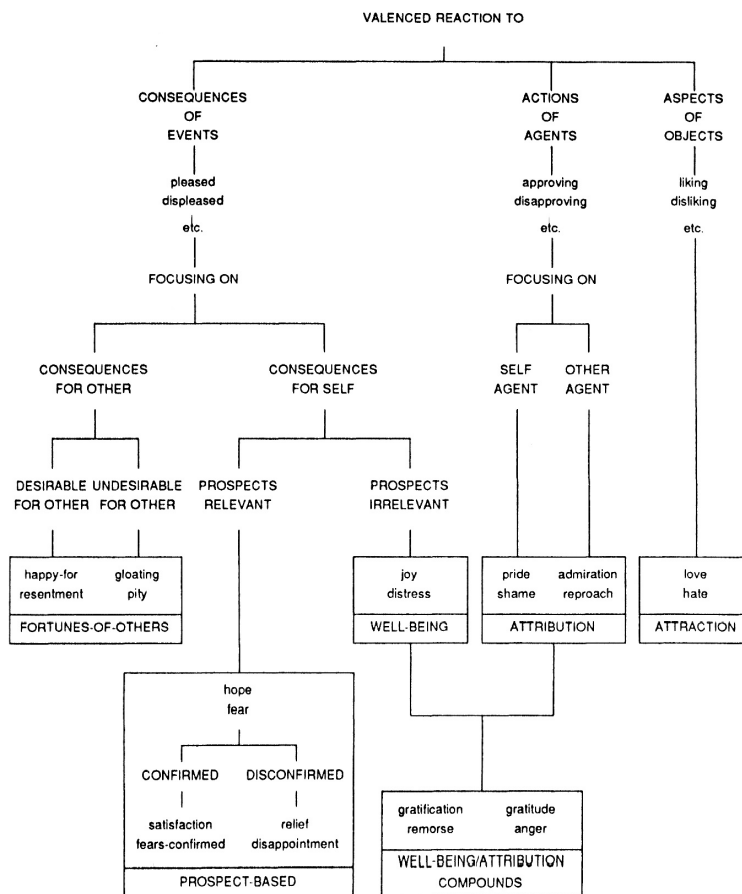 VALENCED REACTION TO
CONSEQUENCES
OF
EVENTS
ACTIONS
OF
AGENTS
ASPECTS
OF
OBJECTS
pleased
displeased
etc.
approving
disapproving
etc.
liking
disliking
etc.
FOCUSING ON
FOCUSING ON
CONSEQUENCES
FOR OTHER
CONSEQUENCES
FOR SELF
SELF
AGENT
OTHER
AGENT
DESIRABLE
FOR OTHER
UNDESIRABLE
FOR OTHER
PROSPECTS
RELEVANT
PROSPECTS
IRRELEVANT
happy-for
resentment
gloating
pity
FORTUNES-OF-OTHERS
joy
distress
WELL-BEING
pride
shame
admiration
reproach
ATTRIBUTION
love
hate
ATTRACTION
hope
fear
CONFIRMED
DISCONFIRMED
satisfaction
fears-confirmed
relief
disappointment
PROSPECT-BASED
gratification
remorse
gratitude
anger
WELL-BEING/ATTRIBUTION
COMPOUNDS